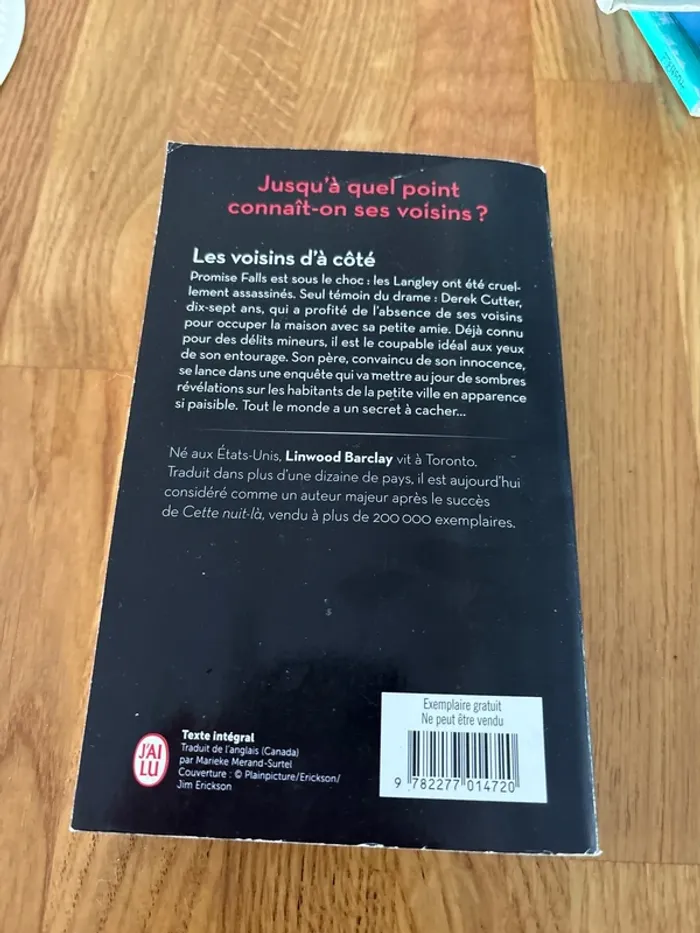 Jusqu'à quel point
connaît-on ses voisins ?
Les voisins d'à côté
Promise Falls est sous le choc : les Langley ont été cruel-
lement assassinés. Seul témoin du drame : Derek Cutter,
dix-sept ans, qui a profité de l'absence de ses voisins
pour occuper la maison avec sa petite amie. Déjà connu
pour des délits mineurs, il est le coupable idéal aux yeux
de son entourage. Son père, convaincu de son innocence,
se lance dans une enquête qui va mettre au jour de sombres
révélations sur les habitants de la petite ville en apparence
si paisible. Tout le monde a un secret à cacher...
Né aux États-Unis, Linwood Barclay vit à Toronto.
Traduit dans plus d'une dizaine de pays, il est aujourd'hui
considéré comme un auteur majeur après le succès
de Cette nuit-là, vendu à plus de 200 000 exemplaires.
Exemplaire gratuit
Ne peut être vendu
9 782277 014720
J'AI
LU
Texte intégral
Traduit de l'anglais (Canada)
par Marieke Merand-Surtel
Couverture : © Plainpicture/Erickson/
Jim Erickson